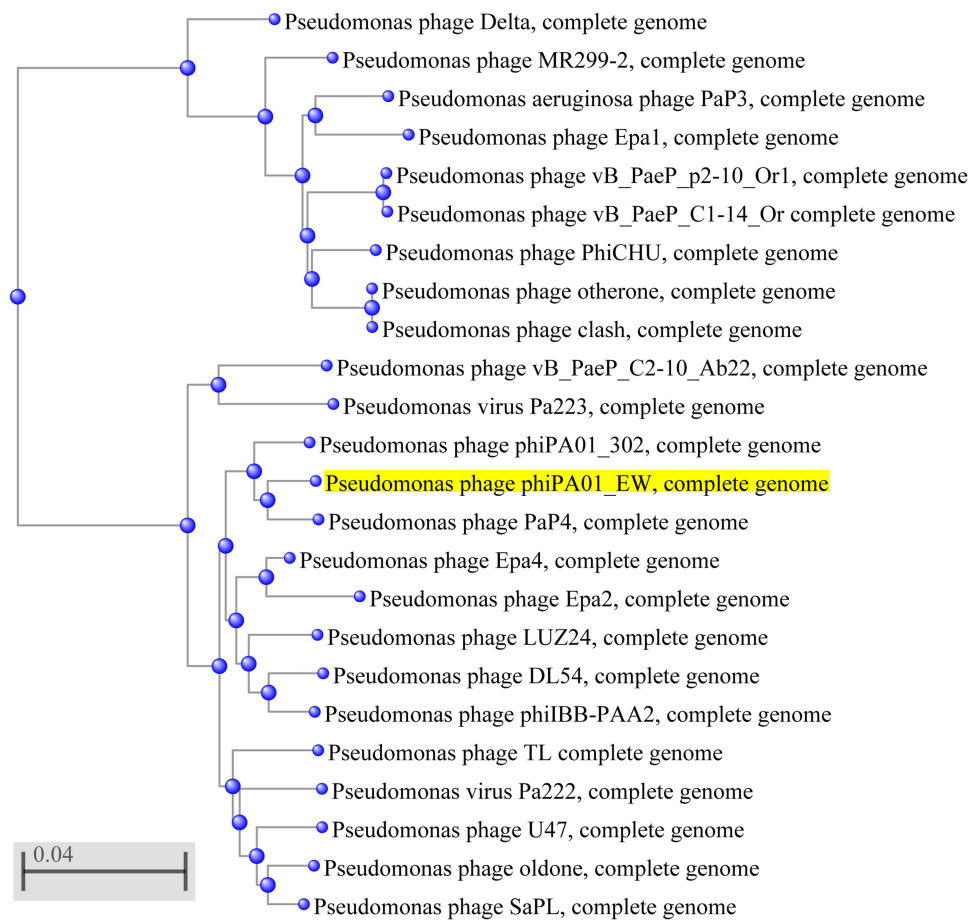 Pseudomonas phage Delta, complete genome
Pseudomonas phage MR299-2, complete genome
Pseudomonas aeruginosa phage PaP3, complete genome
Pseudomonas phage Epa1, complete genome
Pseudomonas phage vB_PaeP_p2-10_Or1, complete genome
Pseudomonas phage vB_PaeP_C1-14_Or complete genome
Pseudomonas phage PhiCHU, complete genome
Pseudomonas phage otherone, complete genome
Pseudomonas phage clash, complete genome
Pseudomonas phage vB_PaeP_C2-10_Ab22, complete genome
Pseudomonas virus Pa223, complete genome
Pseudomonas phage phiPA01_302, complete genome
Pseudomonas phage phiPA01_EW, complete genome
Pseudomonas phage PaP4, complete genome
Pseudomonas phage Epa4, complete genome
Pseudomonas phage Epa2, complete genome
Pseudomonas phage LUZ24, complete genome
Pseudomonas phage DL54, complete genome
Pseudomonas phage phiIBB-PAA2, complete genome
Pseudomonas phage TL complete genome
Pseudomonas virus Pa222, complete genome
Pseudomonas phage U47, complete genome
0.04
Pseudomonas phage oldone, complete genome
Pseudomonas phage SaPL, complete genome